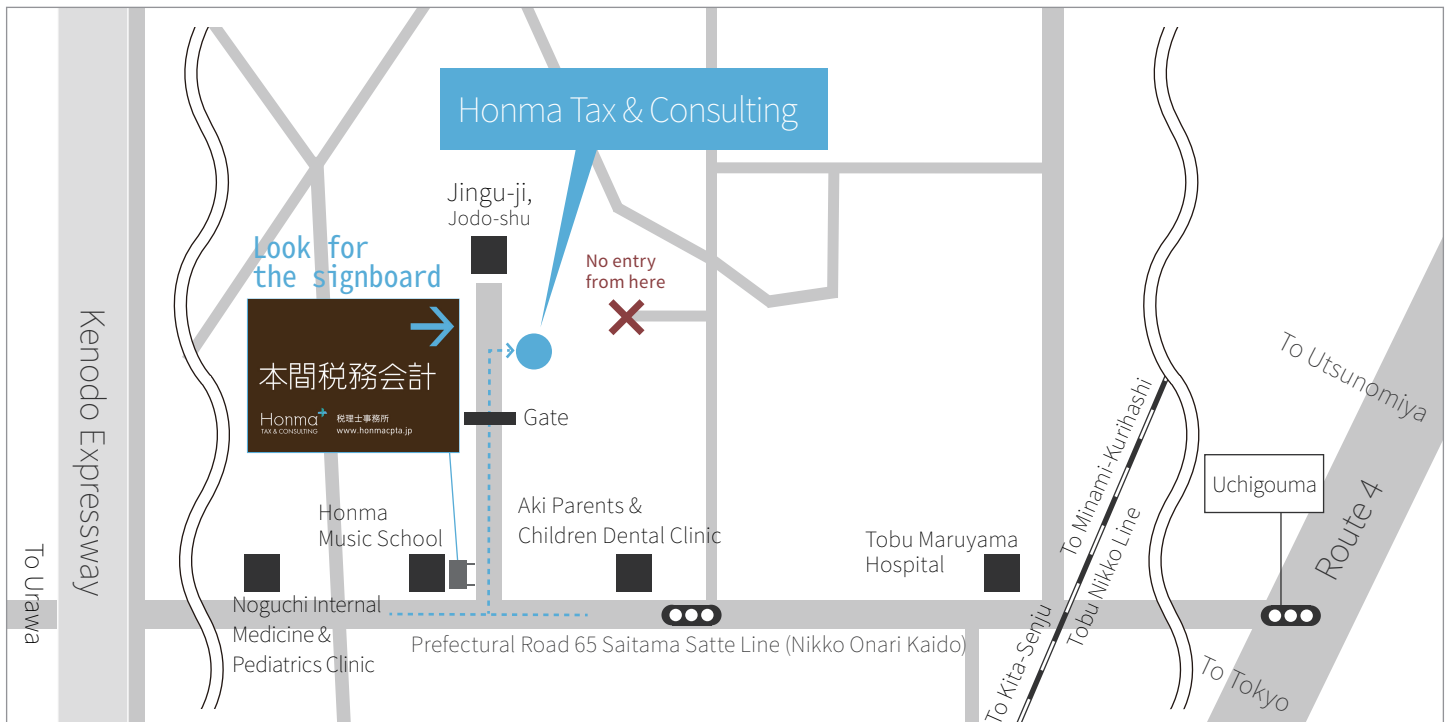 Honma Tax & Consulting
Jingu-ji,
Jodo-shu
Look for
the signboard
本間税務会計
Honma+
TAX & CONSULTING
税理士事務所
www.honmacpta.jp
No entry
from here
Gate
Kenodo Expressway
To Urawa
Honma
Music School
Aki Parents &
Children Dental Clinic
Tobu Maruyama
Hospital
Noguchi Internal
Medicine &
Pediatrics Clinic
Prefectural Road 65 Saitama Satte Line (Nikko Onari Kaido)
To Minami-Kurihashi
Tobu Nikko Line
To Kita-Senju
Uchigouma
To Utsunomiya
Route 4
To Tokyo